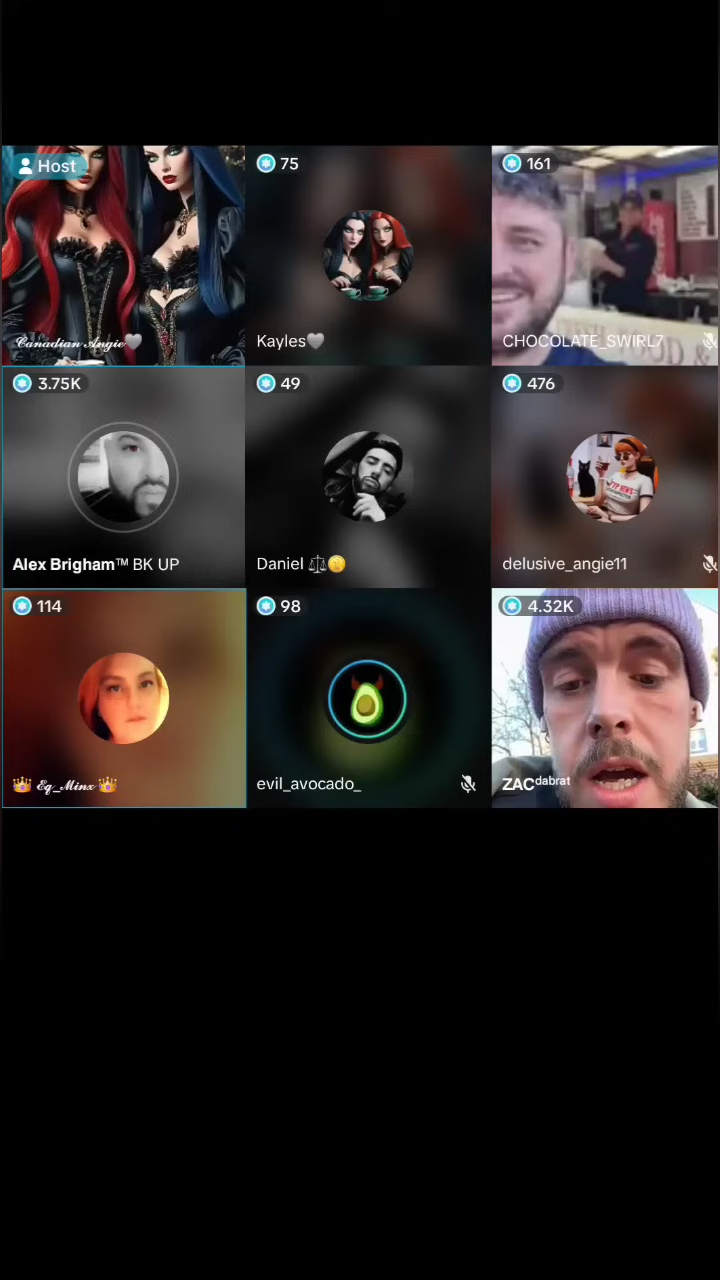 Host
75
161
Canadian Angie🩶
Kayles🩶
CHOCOLATE_SWIRL7
3.75K
49
476
Alex Brigham™ BK UP
Daniel ⚖️🪙
delusive_angie11
114
98
4.32K
👑 Eq_Minx 👑
evil_avocado_
ZACdabrat